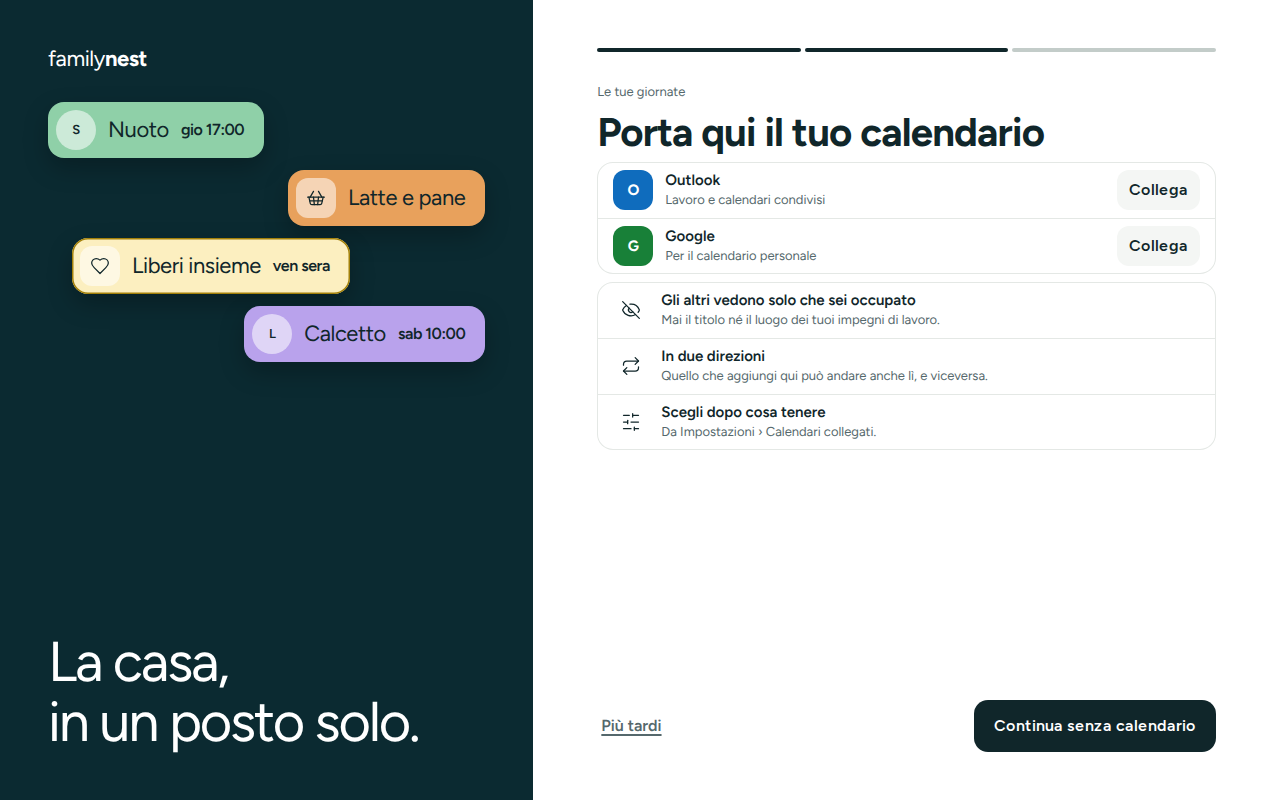 familynest
S
Nuoto gio 17:00
Latte e pane
Liberi insieme ven sera
L
Calcetto sab 10:00
La casa,
in un posto solo.
Le tue giornate
Porta qui il tuo calendario
O
Outlook
Lavoro e calendari condivisi
Collega
G
Google
Per il calendario personale
Collega
Gli altri vedono solo che sei occupato
Mai il titolo né il luogo dei tuoi impegni di lavoro.
In due direzioni
Quello che aggiungi qui può andare anche lì, e viceversa.
Scegli dopo cosa tenere
Da Impostazioni › Calendari collegati.
Più tardi
Continua senza calendario